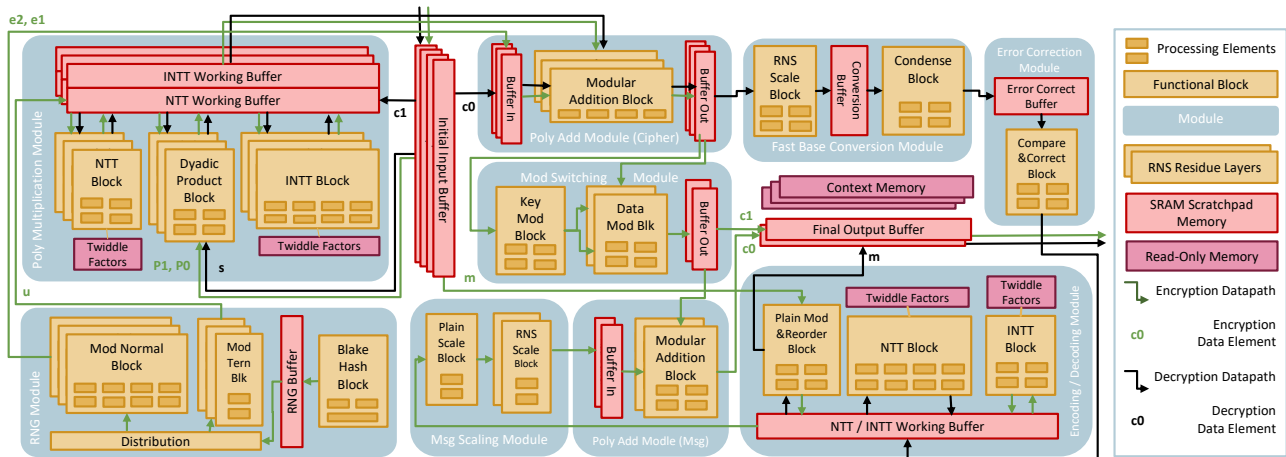 e2, e1
Poly Multiplication Module
INTT Working Buffer
NTT Working Buffer
NTT
Block
Dyadic
Product
Block
INTT BLock
Twiddle
Factors
Twiddle Factors
P1, P0
s
u
c1
Initial Input Buffer
c0
Buffer In
Modular
Addition Block
Buffer Out
Poly Add Module (Cipher)
RNS
Scale
Block
Conversion Buffer
Condense
Block
Fast Base Conversion Module
Error Correction
Module
Error Correct
Buffer
Compare
&Correct
Block
Mod Switching
Module
Key
Mod
Block
Data
Mod Blk
Buffer Out
Context Memory
c1
c0
Final Output Buffer
m
m
RNG Module
Mod Normal
Block
Mod
Tern
Blk
RNG Buffer
Blake
Hash
Block
Distribution
Plain
Scale
Block
RNS
Scale
Block
Msg Scaling Module
Buffer In
Modular
Addition
Block
Poly Add Modle (Msg)
Plain Mod
&Reorder
Block
Twiddle Factors
NTT Block
Twiddle
Factors
INTT
Block
NTT / INTT Working Buffer
Encoding / Decoding Module
Processing Elements
Functional Block
Module
RNS Residue Layers
SRAM Scratchpad
Memory
Read-Only Memory
Encryption Datapath
c0
Encryption
Data Element
Decryption Datapath
c0
Decryption
Data Element